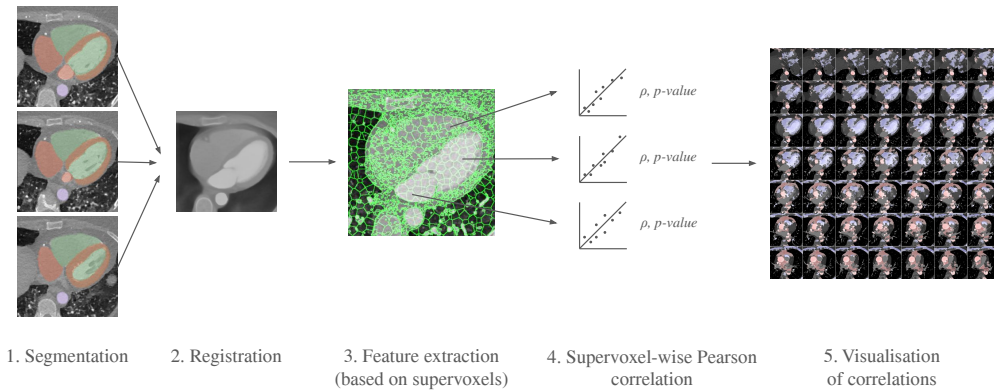 ρ, p-value
ρ, p-value
ρ, p-value
1. Segmentation
2. Registration
3. Feature extraction
(based on supervoxels)
4. Supervoxel-wise Pearson
correlation
5. Visualisation
of correlations